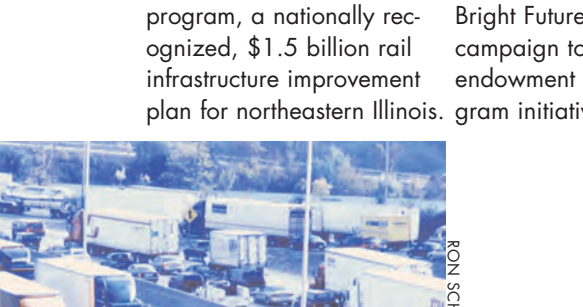 program, a nationally rec-
ognized, $1.5 billion rail
infrastructure improvement
plan for northeastern Illinois.
Bright Future
campaign to
endowment
gram initiativ
RON SCH